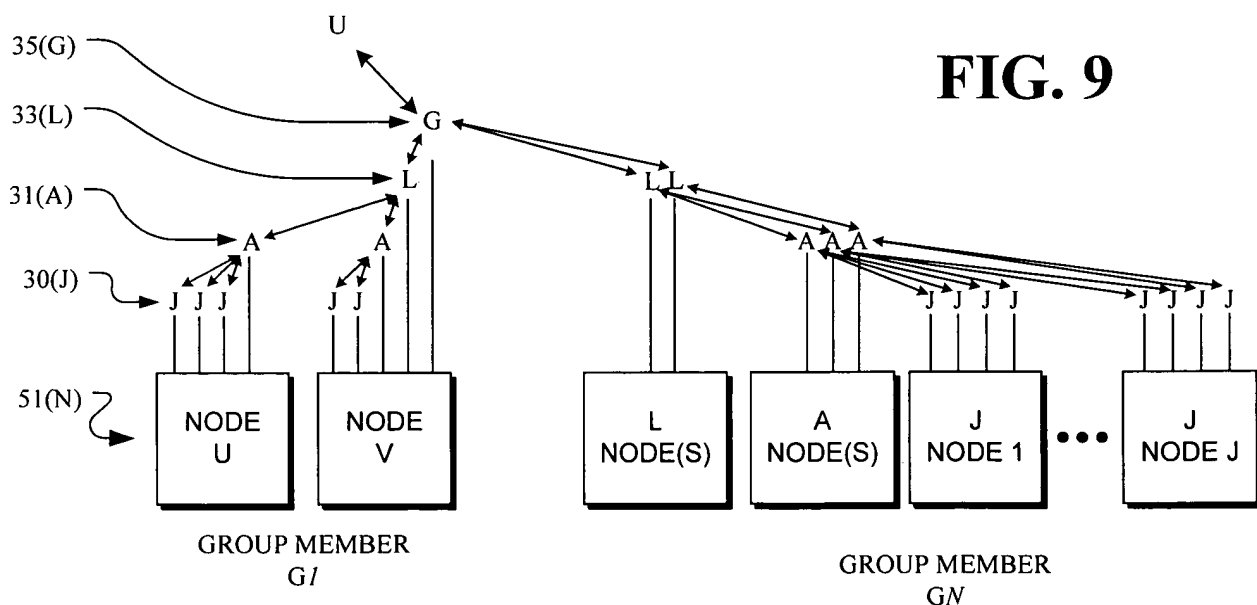 U
35(G)
FIG. 9
33(L)
G
L
L L
31(A)
A
A
A A A
30(J)
J J J
J J
J J J J
J J J J
51(N)
NODE
U
NODE
V
L
NODE(S)
A
NODE(S)
J
NODE 1
•••
J
NODE J
GROUP MEMBER
G1
GROUP MEMBER
GN